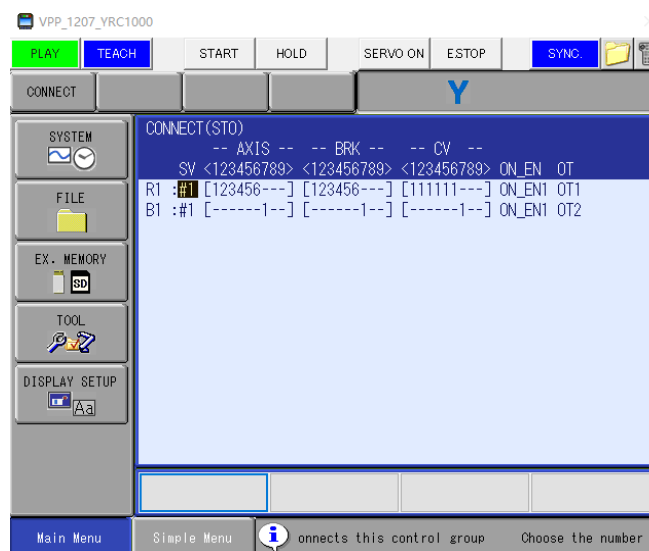 VPP_1207_YRC1000
PLAY TEACH START HOLD SERVO ON E.STOP SYNC.
CONNECT
Y
SYSTEM
FILE
EX. MEMORY
SD
TOOL
DISPLAY SETUP
Aa
CONNECT(STO)
-- AXIS -- -- BRK -- -- CV --
SV <123456789> <123456789> <123456789> ON_EN OT
R1 :#1 [123456---] [123456---] [111111---] ON_EN1 OT1
B1 :#1 [------1--] [------1--] [------1--] ON_EN1 OT2
Main Menu Simple Menu onnects this control group Choose the number